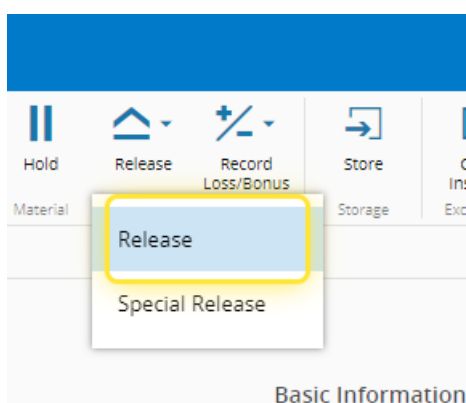 Hold
Release
Record
Loss/Bonus
Store
Material
Storage
Release
Special Release
Basic Information